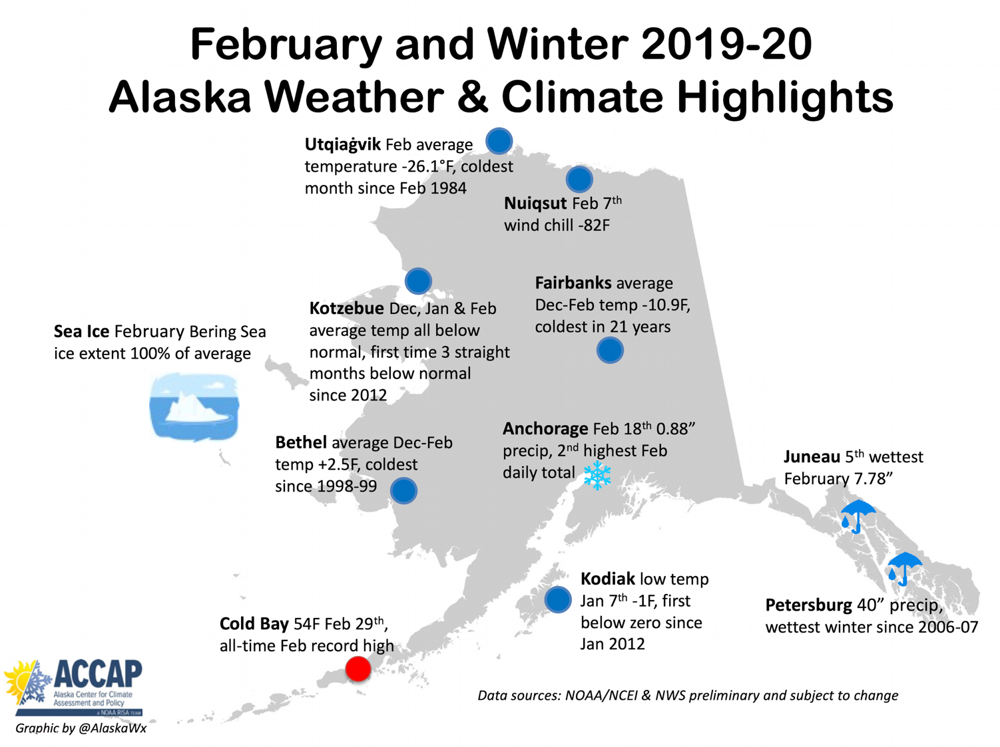 February and Winter 2019-20
Alaska Weather & Climate Highlights
Utqiaġvik Feb average
temperature -26.1°F, coldest
month since Feb 1984
Nuiqsut Feb 7th
wind chill -82F
Fairbanks average
Dec-Feb temp -10.9F,
coldest in 21 years
Kotzebue Dec, Jan & Feb
average temp all below
normal, first time 3 straight
months below normal
since 2012
Sea Ice February Bering Sea
ice extent 100% of average
Bethel average Dec-Feb
temp +2.5F, coldest
since 1998-99
Anchorage Feb 18th 0.88”
precip, 2nd highest Feb
daily total
Juneau 5th wettest
February 7.78”
Kodiak low temp
Jan 7th -1F, first
below zero since
Jan 2012
Petersburg 40” precip,
wettest winter since 2006-07
Cold Bay 54F Feb 29th,
all-time Feb record high
ACCAP
Alaska Center for Climate
Assessment and Policy
A NOAA RISA TEAM
Data sources: NOAA/NCEI & NWS preliminary and subject to change
Graphic by @AlaskaWx